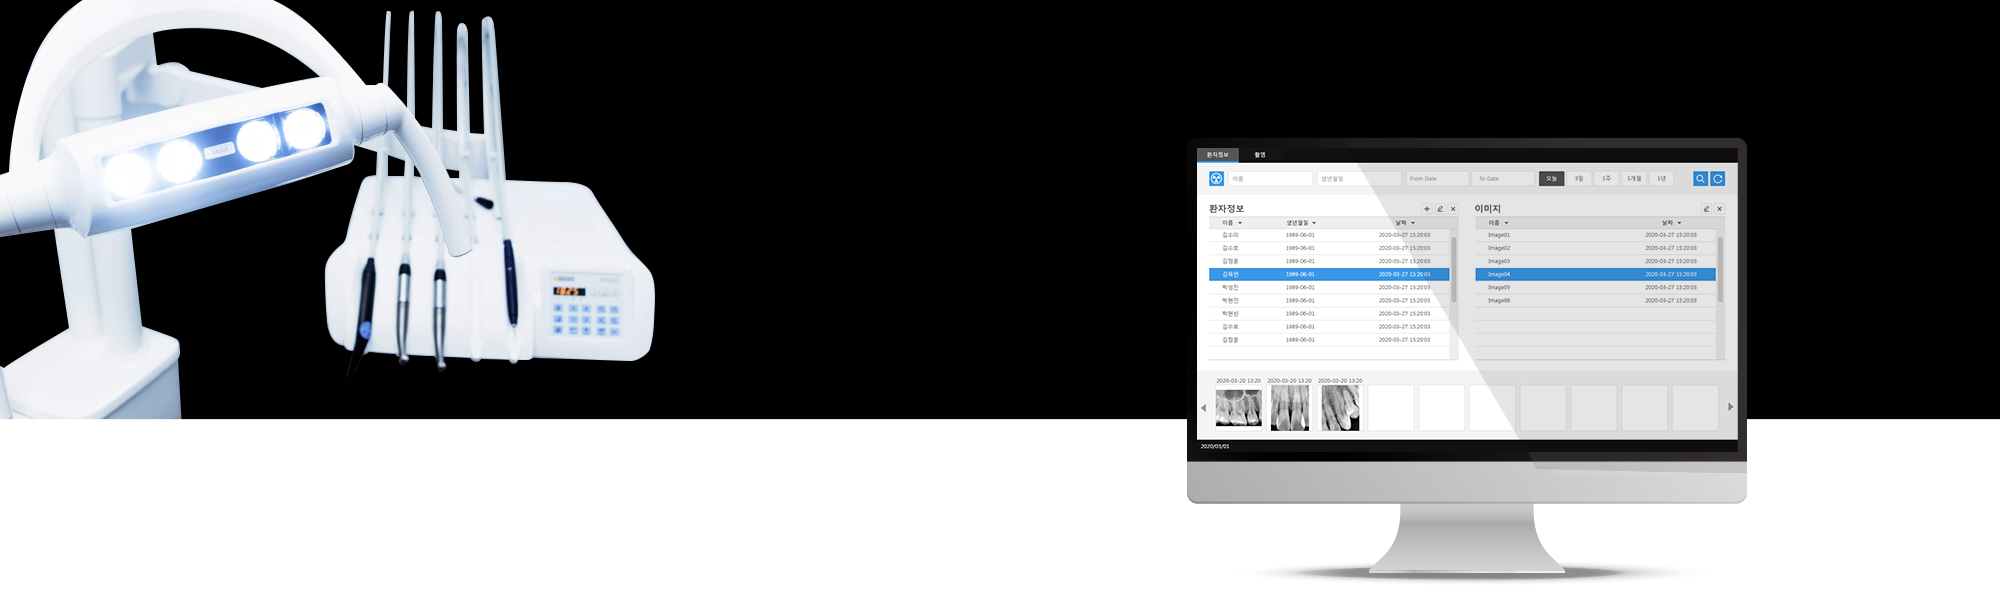 환자정보 촬영
이름 생년월일 From Date To Date 오늘 3일 1주 1개월 1년
환자정보
이름 생년월일 날짜
김수미 1989-06-01 2020-03-27 15:20:03
김수로 1989-06-01 2020-03-27 15:20:03
김정훈 1989-06-01 2020-03-27 15:20:03
김옥빈 1989-06-01 2020-03-27 15:20:03
박성진 1989-06-01 2020-03-27 15:20:03
박현민 1989-06-01 2020-03-27 15:20:03
박현빈 1989-06-01 2020-03-27 15:20:03
김수로 1989-06-01 2020-03-27 15:20:03
김정훈 1989-06-01 2020-03-27 15:20:03
이미지
이름 날짜
Image01 2020-03-27 15:20:03
Image02 2020-03-27 15:20:03
Image03 2020-03-27 15:20:03
Image04 2020-03-27 15:20:03
Image05 2020-03-27 15:20:03
Image06 2020-03-27 15:20:03
2020-03-20 13:20 2020-03-20 13:20 2020-03-20 13:20
2020/03/01